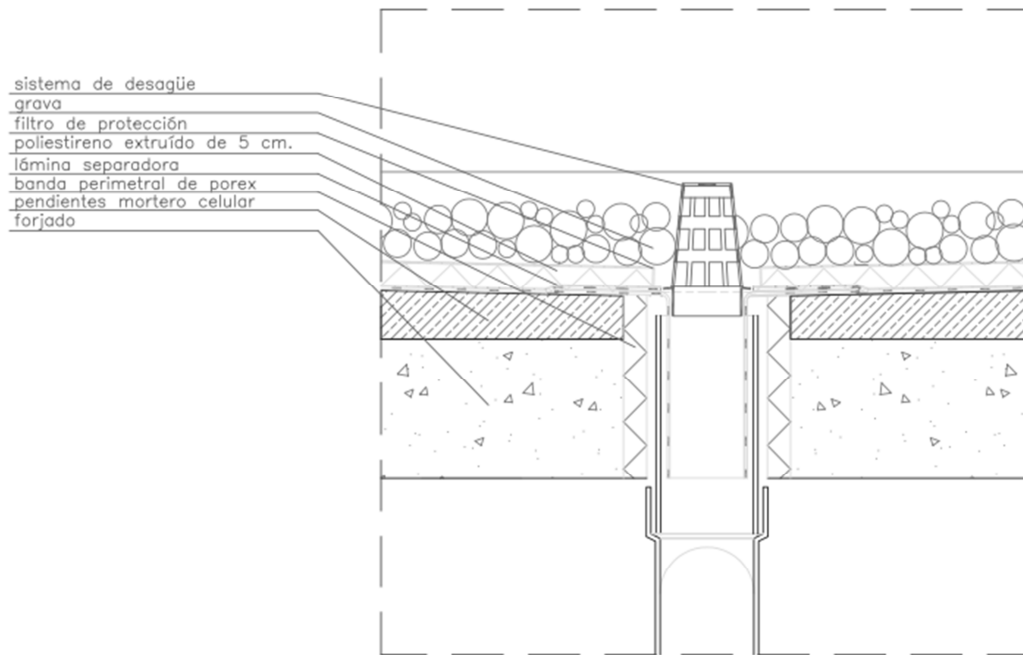 sistema de desagüe
grava
filtro de protección
poliestireno extruído de 5 cm.
lámina separadora
banda perimetral de porex
pendientes mortero celular
forjado